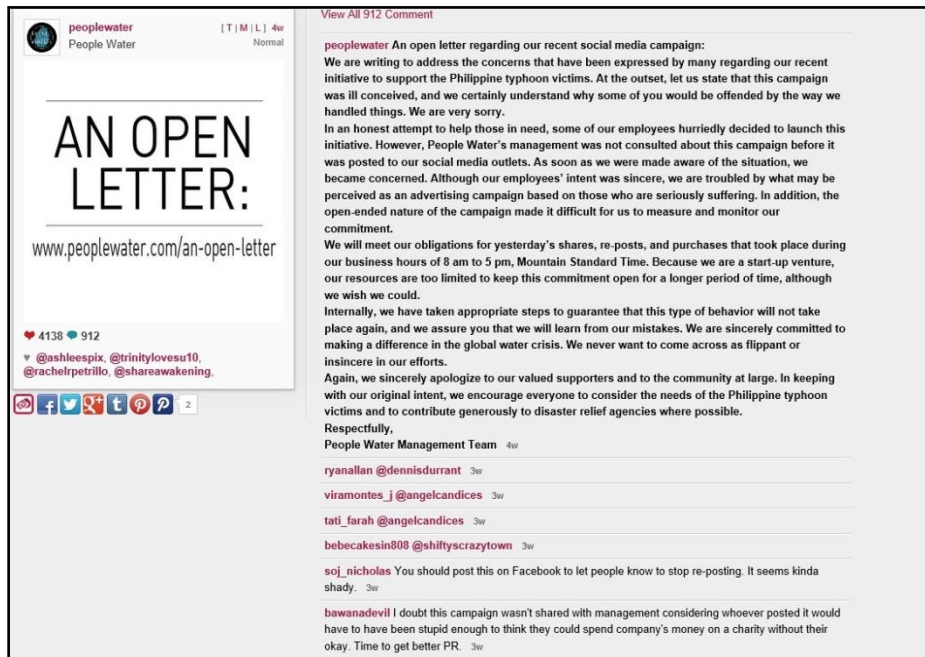 peoplewater
[ T | M | L ] 4w
People Water
Normal
AN OPEN
LETTER:
www.peoplewater.com/an-open-letter
4138 912
@ashleespix, @trinitylovesu10,
@rachelrpetrillo, @shareawakening,
2
View All 912 Comment
peoplewater An open letter regarding our recent social media campaign:
We are writing to address the concerns that have been expressed by many regarding our recent
initiative to support the Philippine typhoon victims. At the outset, let us state that this campaign
was ill conceived, and we certainly understand why some of you would be offended by the way we
handled things. We are very sorry.
In an honest attempt to help those in need, some of our employees hurriedly decided to launch this
initiative. However, People Water's management was not consulted about this campaign before it
was posted to our social media outlets. As soon as we were made aware of the situation, we
became concerned. Although our employees' intent was sincere, we are troubled by what may be
perceived as an advertising campaign based on those who are seriously suffering. In addition, the
open-ended nature of the campaign made it difficult for us to measure and monitor our
commitment.
We will meet our obligations for yesterday's shares, re-posts, and purchases that took place during
our business hours of 8 am to 5 pm, Mountain Standard Time. Because we are a start-up venture,
our resources are too limited to keep this commitment open for a longer period of time, although
we wish we could.
Internally, we have taken appropriate steps to guarantee that this type of behavior will not take
place again, and we assure you that we will learn from our mistakes. We are sincerely committed to
making a difference in the global water crisis. We never want to come across as flippant or
insincere in our efforts.
Again, we sincerely apologize to our valued supporters and to the community at large. In keeping
with our original intent, we encourage everyone to consider the needs of the Philippine typhoon
victims and to contribute generously to disaster relief agencies where possible.
Respectfully,
People Water Management Team 4w
ryanallan @dennisdurrant 3w
viramontes_j @angelcandices 3w
tati_farah @angelcandices 3w
bebecakesin808 @shiftyscrazytown 3w
soj_nicholas You should post this on Facebook to let people know to stop re-posting. It seems kinda
shady. 3w
bawanadevil I doubt this campaign wasn't shared with management considering whoever posted it would
have to have been stupid enough to think they could spend company's money on a charity without their
okay. Time to get better PR. 3w